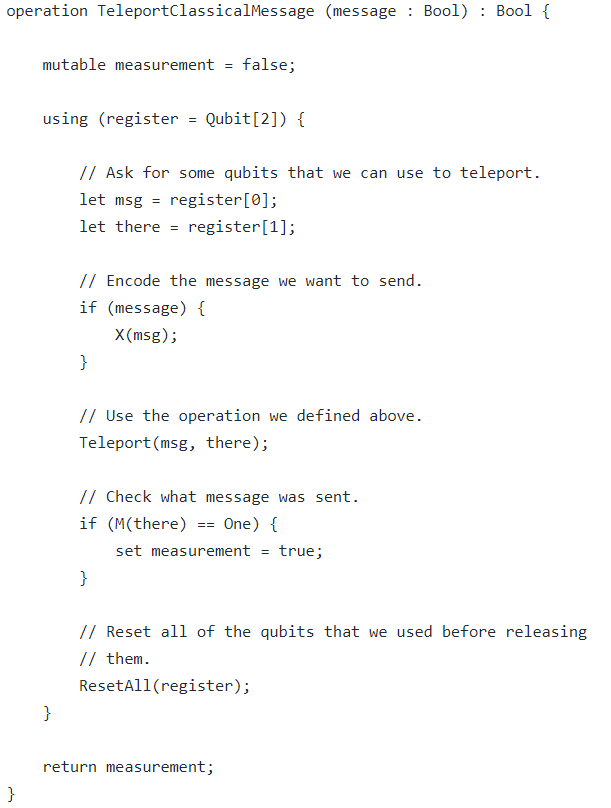 operation TeleportClassicalMessage (message : Bool) : Bool {
    mutable measurement = false;
    using (register = Qubit[2]) {
        // Ask for some qubits that we can use to teleport.
        let msg = register[0];
        let there = register[1];
        // Encode the message we want to send.
        if (message) {
            X(msg);
        }
        // Use the operation we defined above.
        Teleport(msg, there);
        // Check what message was sent.
        if (M(there) == One) {
            set measurement = true;
        }
        // Reset all of the qubits that we used before releasing
        // them.
        ResetAll(register);
    }
    return measurement;
}